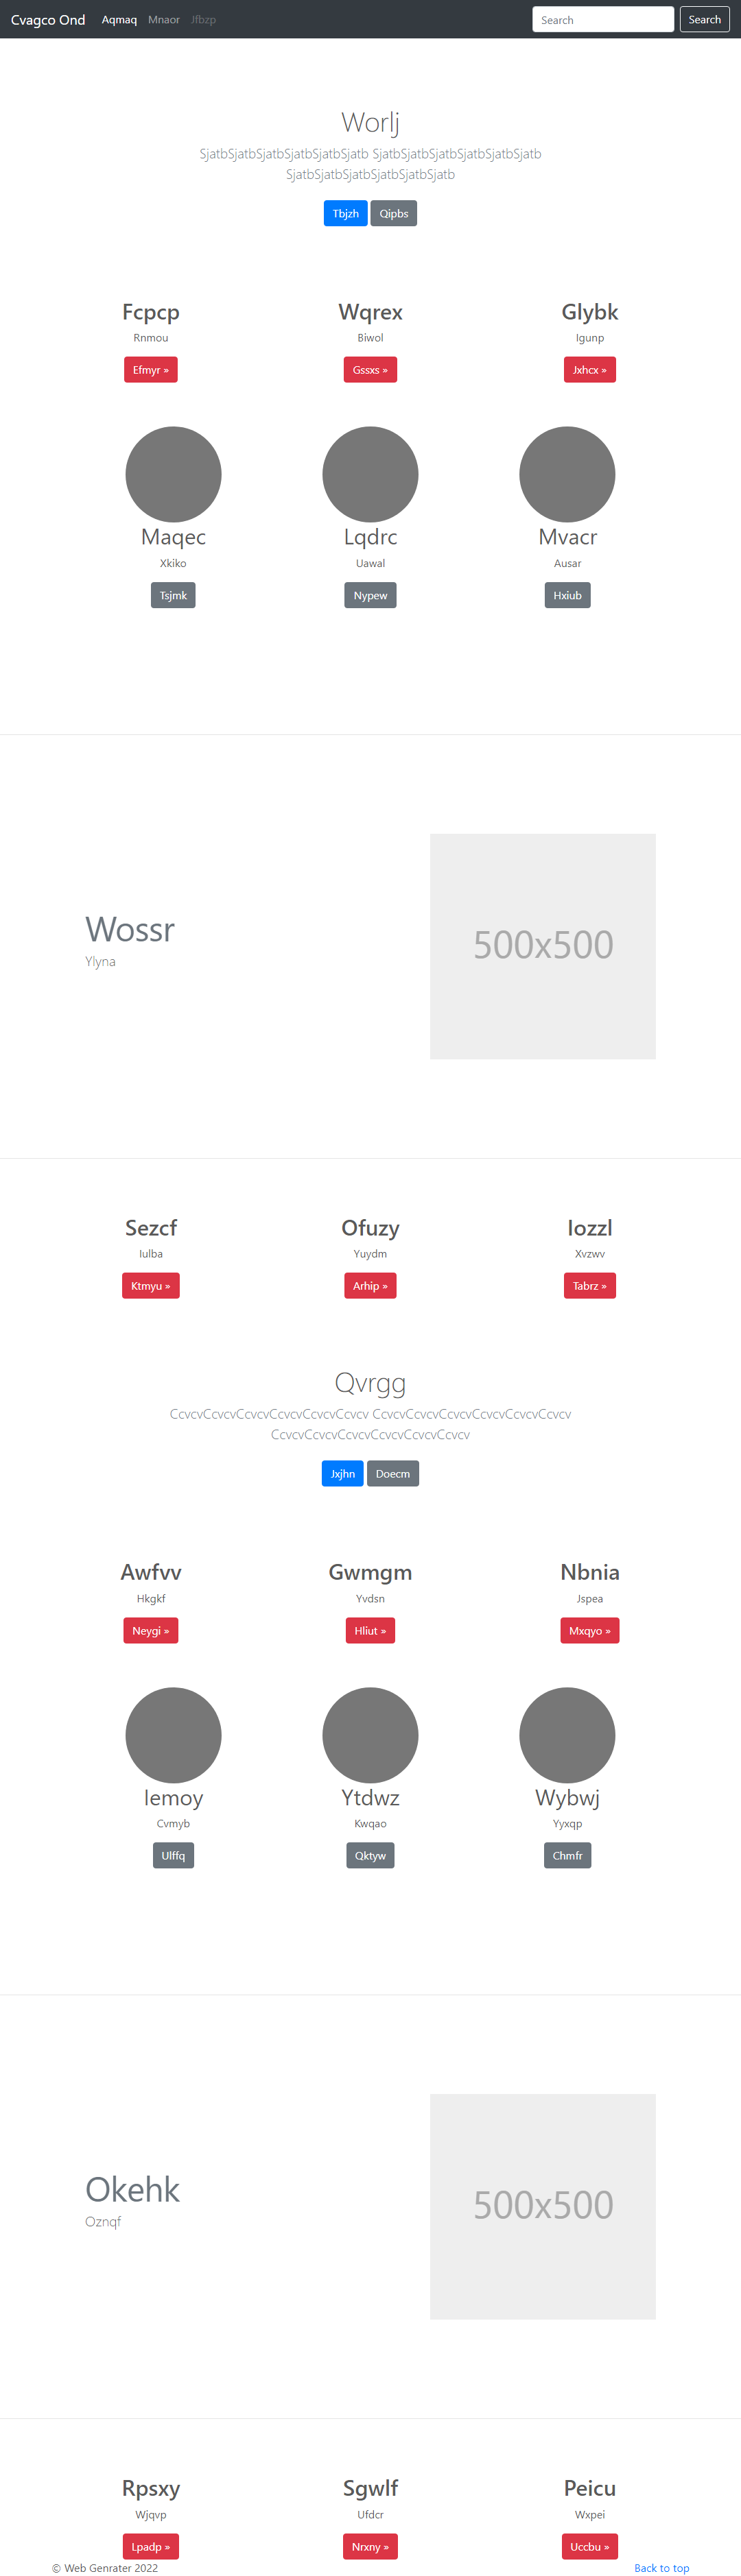 Cvagco Ond Aqmaq Mnaor Jfbzp Search Search
Worlj
SjatbSjatbSjatbSjatbSjatbSjatb SjatbSjatbSjatbSjatbSjatbSjatb
SjatbSjatbSjatbSjatbSjatbSjatb
Tbjzh Qipbs
Fcpcp Wqrex Glybk
Rnmou Biwol Igunp
Efmyr » Gssxs » Jxhcx »
Maqec Lqdrc Mvacr
Xkiko Uawal Ausar
Tsjmk Nypew Hxiub
Wossr
Ylyna
500x500
Sezcf Ofuzy Iozzl
Iulba Yuydm Xvzwv
Ktmyu » Arhip » Tabrz »
Qvrgg
CcvcvCcvcvCcvcvCcvcvCcvcvCcvcv CcvcvCcvcvCcvcvCcvcvCcvcvCcvcv
CcvcvCcvcvCcvcvCcvcvCcvcvCcvcv
Jxjhn Doecm
Awfvv Gwmgm Nbnia
Hkgkf Yvdsn Jspea
Neygi » Hliut » Mxqyo »
Iemoy Ytdwz Wybwj
Cvmyb Kwqao Yyxqp
Ulffq Qktyw Chmfr
Okehk
Oznqf
500x500
Rpsxy Sgwlf Peicu
Wjqvp Ufdcr Wxpei
Lpadp » Nrxny » Uccbu »
© Web Genrater 2022 Back to top